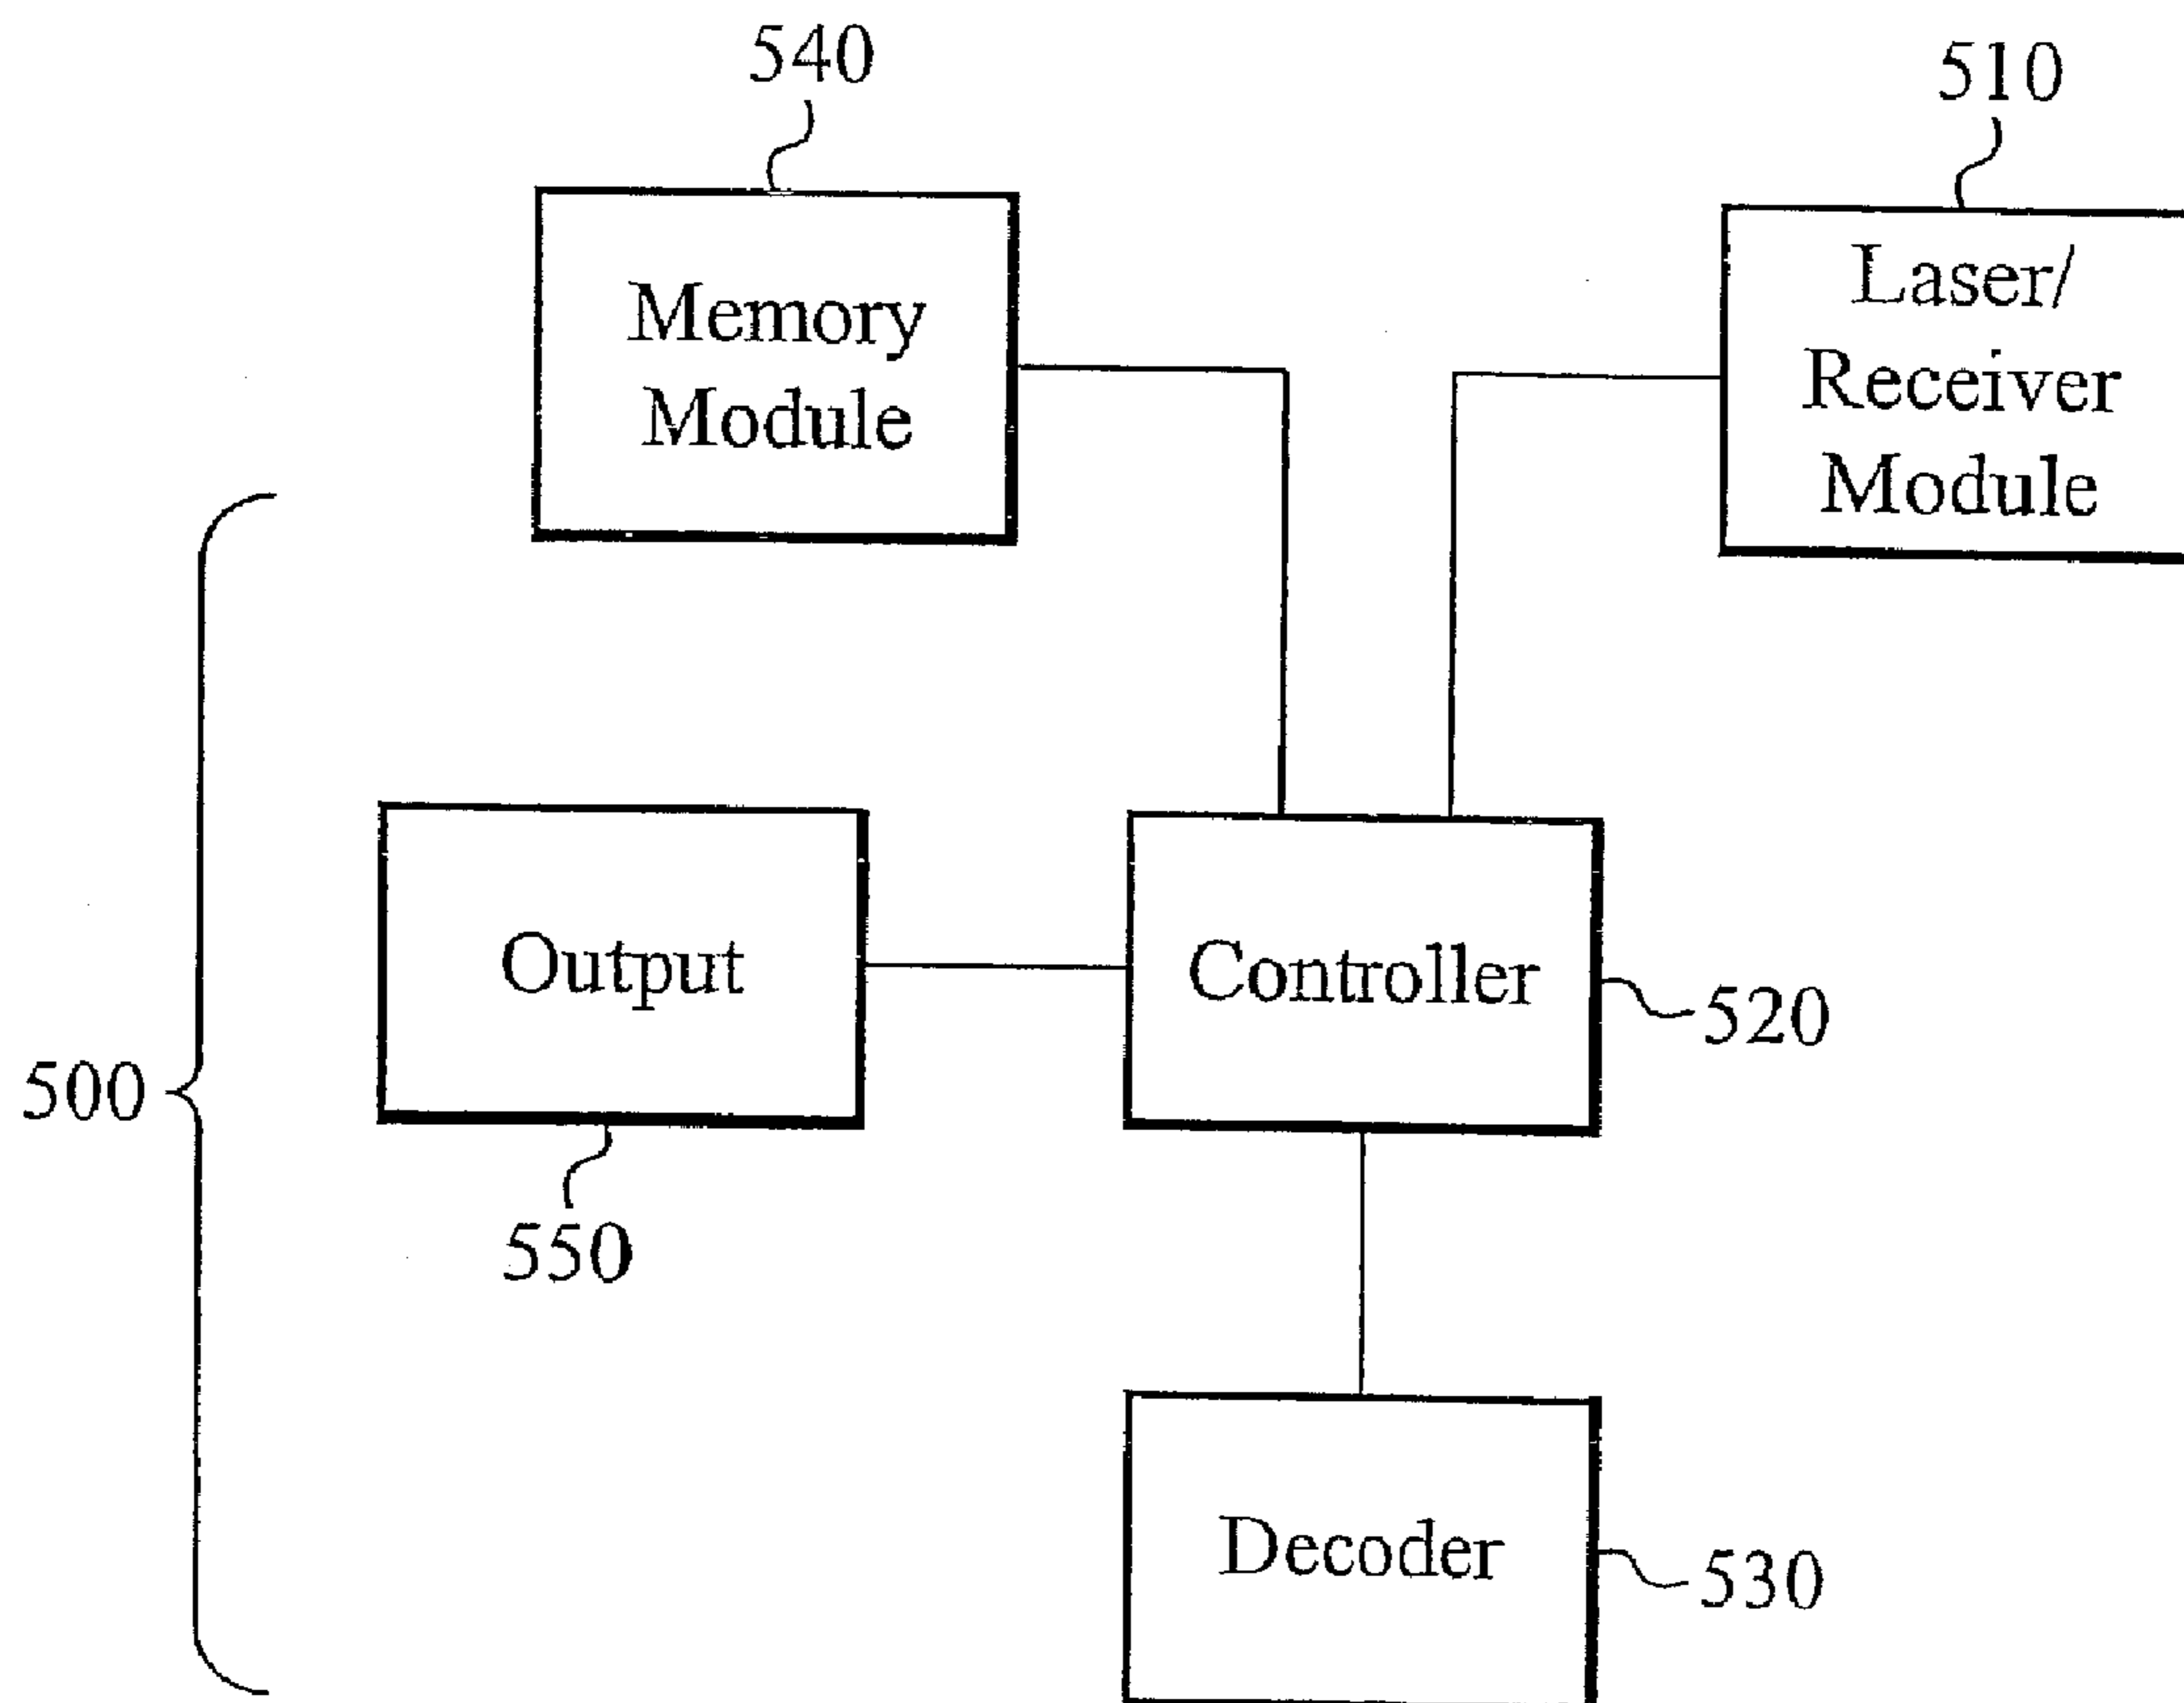 540
510
Memory
Module
Laser/
Receiver
Module
Output
Controller
520
500
550
Decoder
530